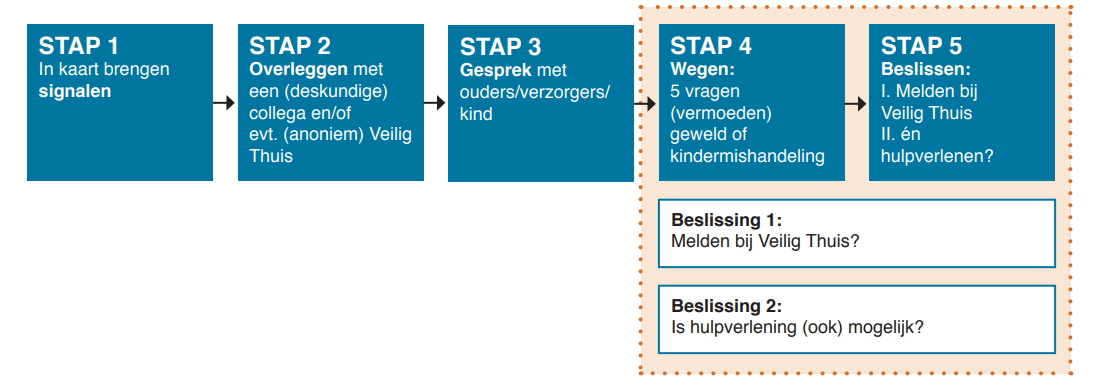 STAP 1
In kaart brengen
signalen
STAP 2
Overleggen met
een (deskundige)
collega en/of
evt. (anoniem) Veilig
Thuis
STAP 3
Gesprek met
ouders/verzorgers/
kind
STAP 4
Wegen:
5 vragen
(vermoeden)
geweld of
kindermishandeling
STAP 5
Beslissen:
I. Melden bij
Veilig Thuis
II. én
hulpverlenen?
Beslissing 1:
Melden bij Veilig Thuis?
Beslissing 2:
Is hulpverlening (ook) mogelijk?